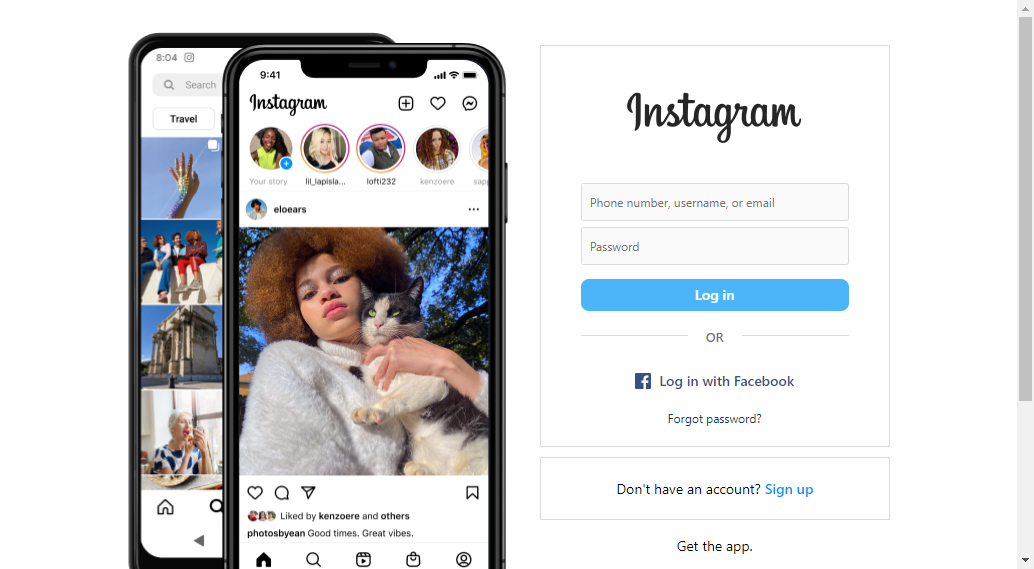 8:04
Search
Travel
9:41
Instagram
Your story
lil_lapisla...
lofti232
kenzoere
eloears
Liked by kenzoere and others
photosbyean Good times. Great vibes.
Instagram
Phone number, username, or email
Password
Log in
OR
Log in with Facebook
Forgot password?
Don't have an account? Sign up
Get the app.